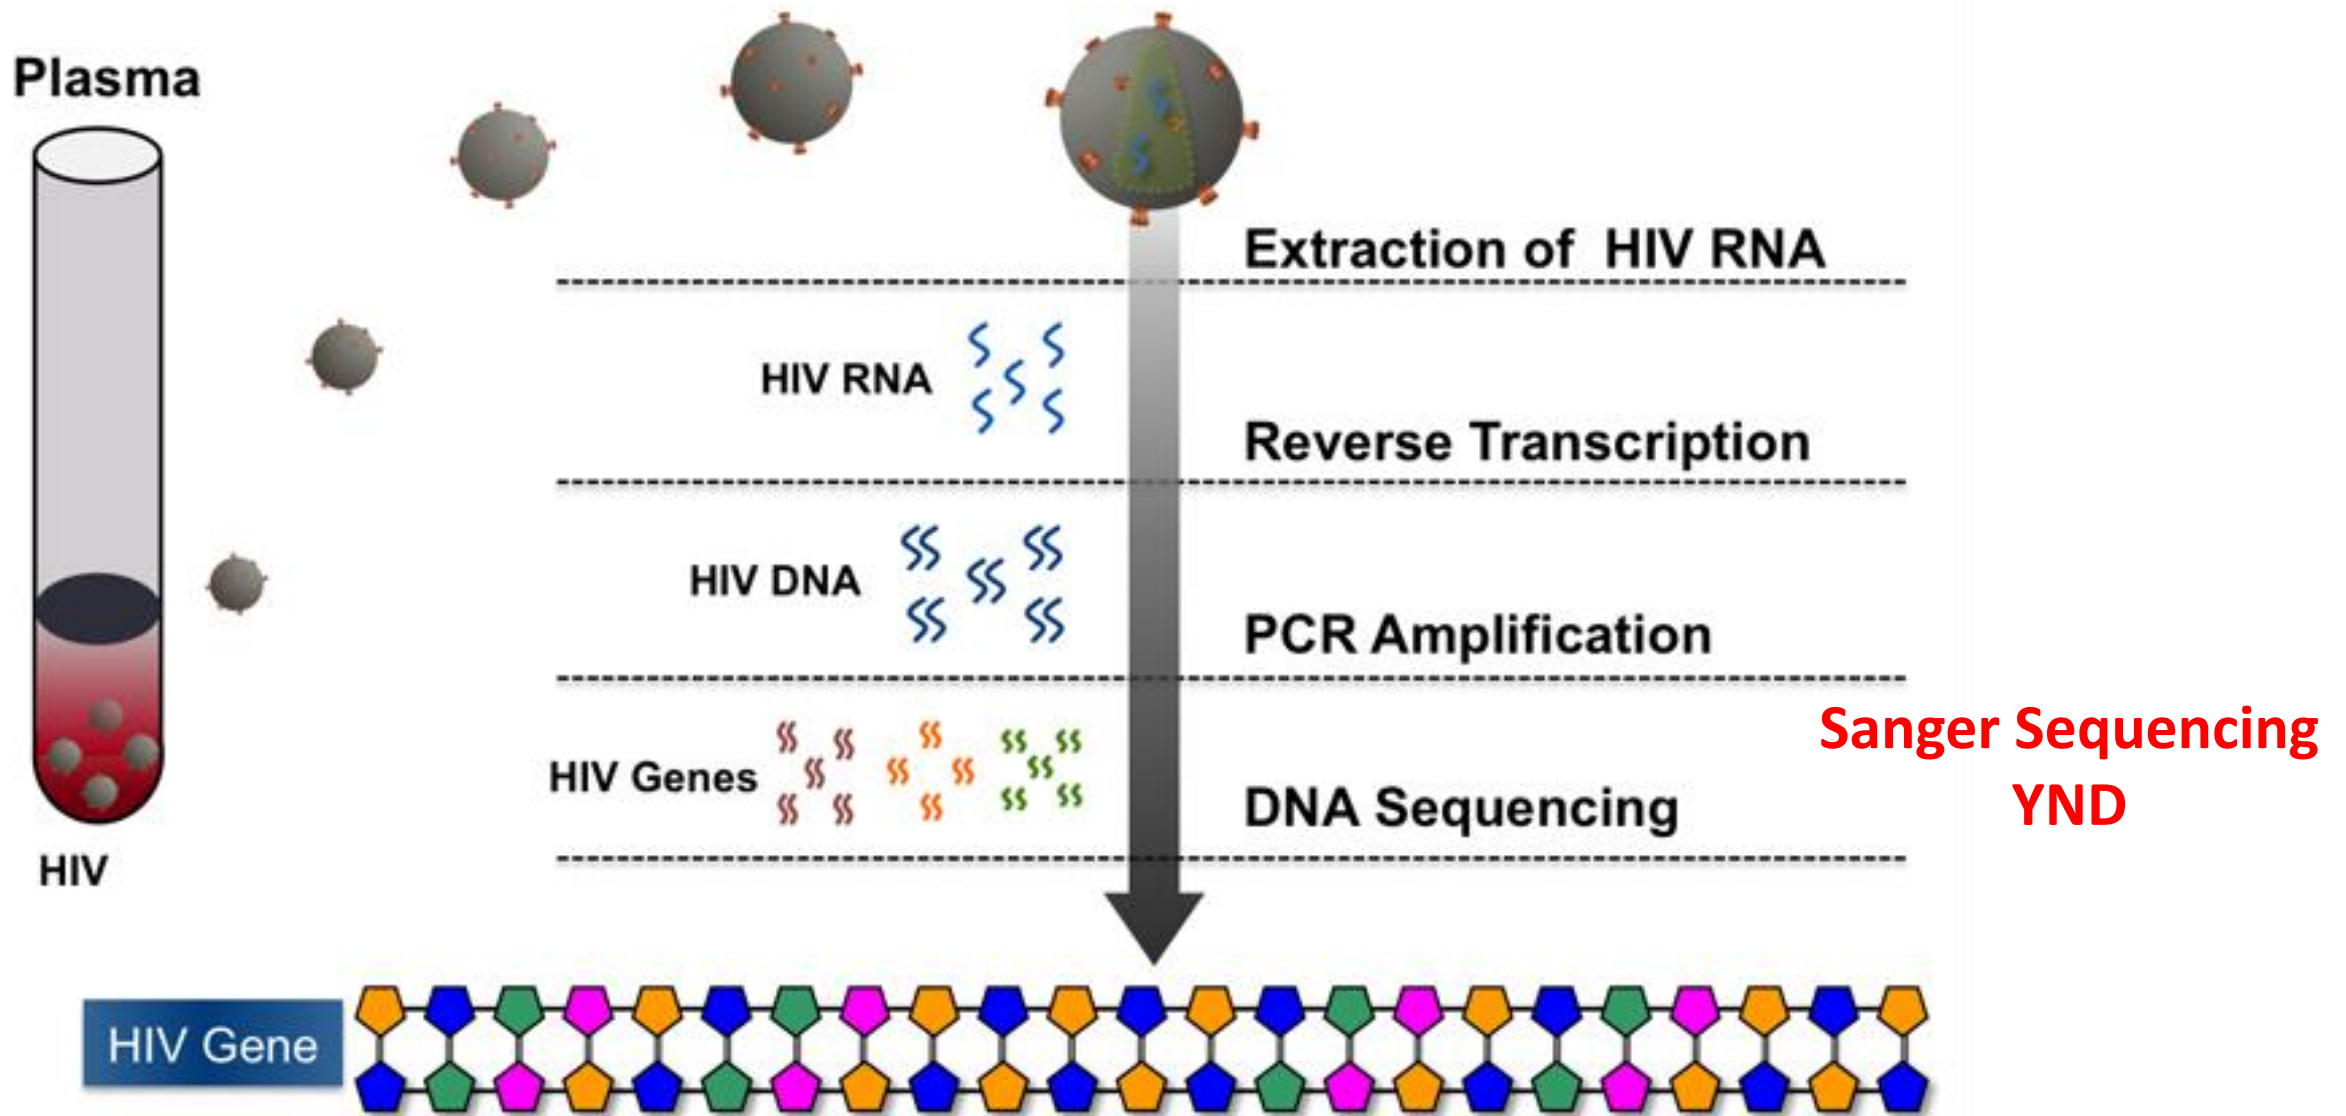 Plasma
HIV
Extraction of HIV RNA
HIV RNA
Reverse Transcription
HIV DNA
PCR Amplification
HIV Genes
DNA Sequencing
Sanger Sequencing
YND
HIV Gene